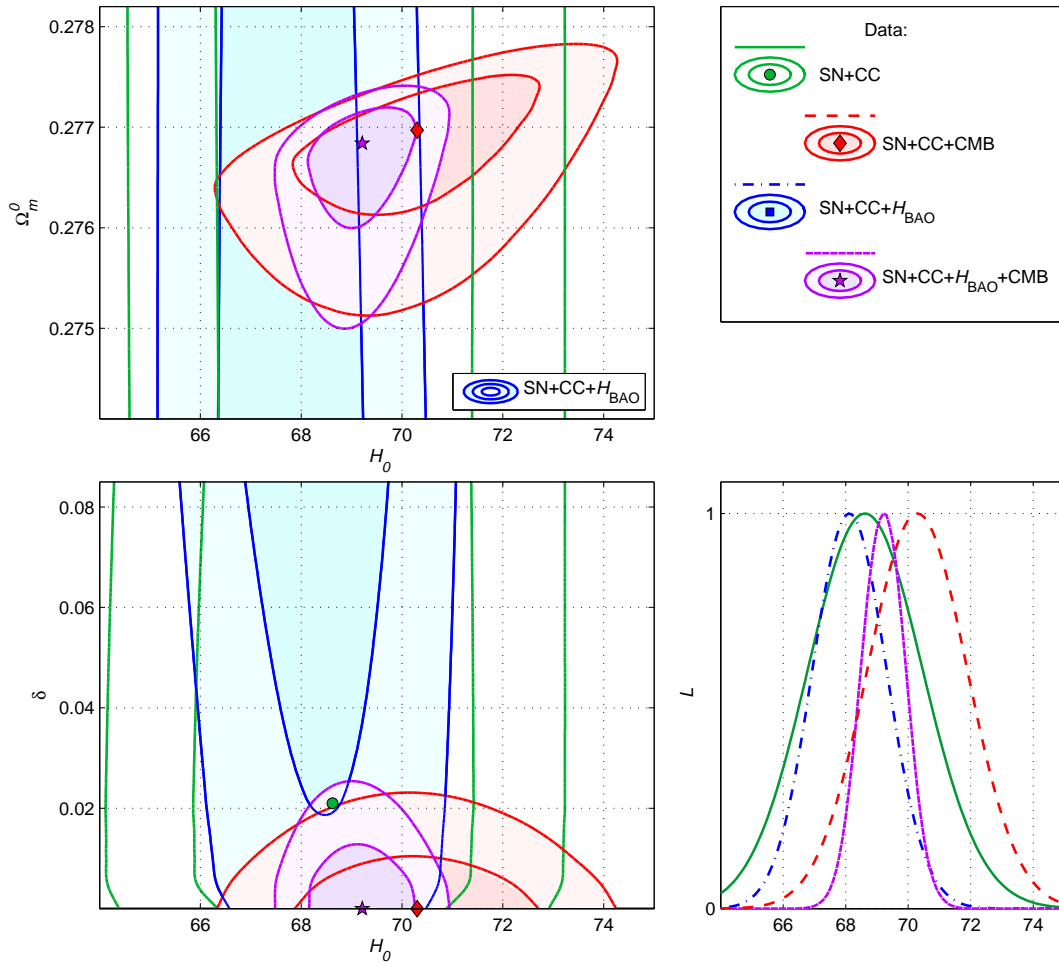 0.278
0.277
0.276
0.275
Ω_m^0
66 68 70 72 74
H_0
SN+CC+H_BAO
Data:
SN+CC
SN+CC+CMB
SN+CC+H_BAO
SN+CC+H_BAO+CMB
0.08
0.06
0.04
0.02
0
δ
66 68 70 72 74
H_0
1
0
L
66 68 70 72 74